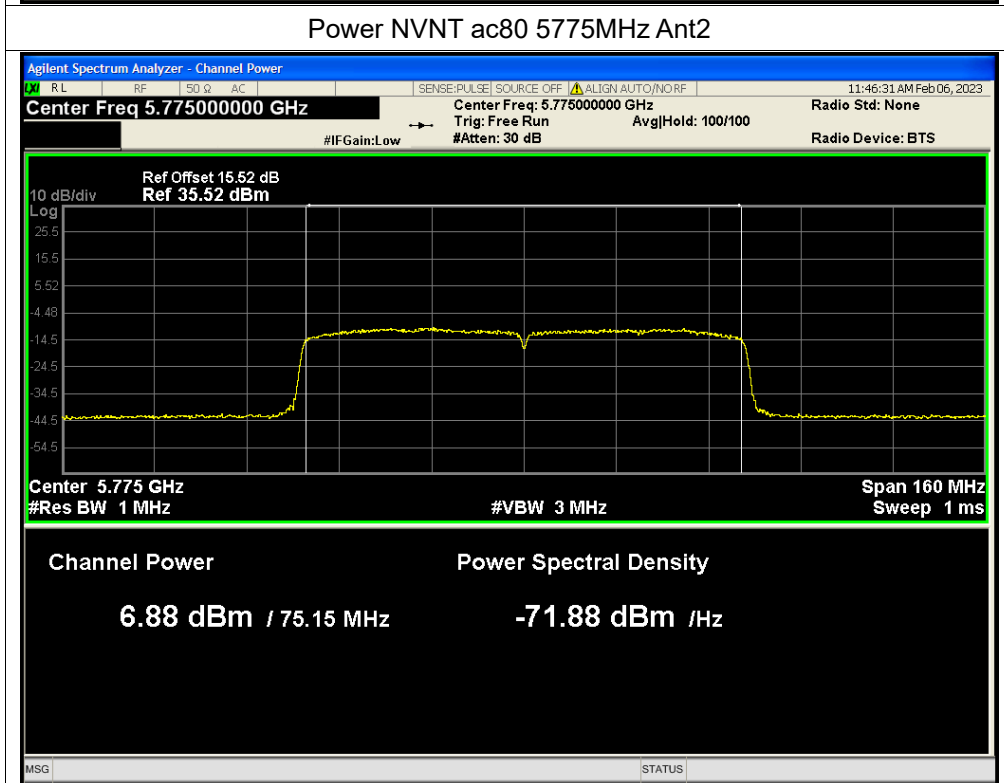 Power NVNT ac80 5775MHz Ant2
Agilent Spectrum Analyzer - Channel Power
LXI RL RF 50 Ω AC SENSE:PULSE SOURCE OFF ALIGN AUTO/NO RF 11:46:31 AM Feb 06, 2023
Center Freq 5.775000000 GHz Center Freq: 5.775000000 GHz Radio Std: None
Trig: Free Run Avg|Hold: 100/100
#IFGain:Low #Atten: 30 dB Radio Device: BTS
Ref Offset 15.52 dB
10 dB/div Ref 35.52 dBm
Log
25.5
15.5
5.52
-4.48
-14.5
-24.5
-34.5
-44.5
-54.5
Center 5.775 GHz Span 160 MHz
#Res BW 1 MHz #VBW 3 MHz Sweep 1 ms
Channel Power Power Spectral Density
6.88 dBm / 75.15 MHz -71.88 dBm /Hz
MSG STATUS